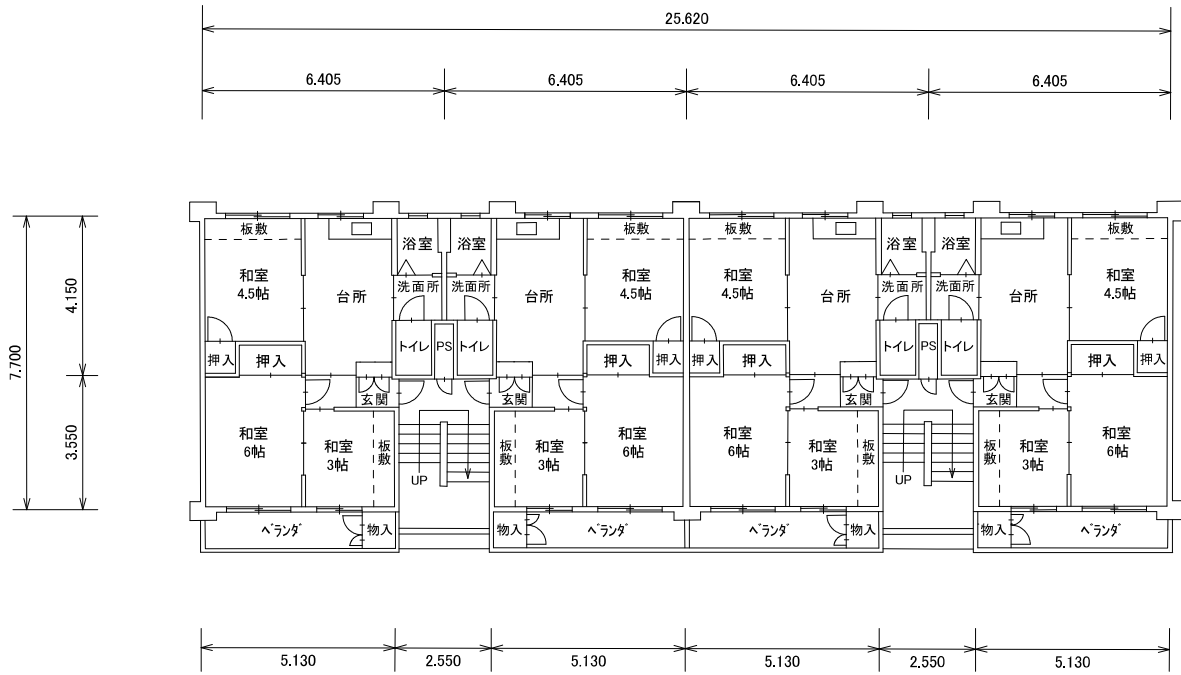 25.620
6.405 6.405 6.405 6.405
板敷 板敷 板敷 板敷
浴室 浴室 浴室 浴室
和室 和室 和室 和室
4.5帖 4.5帖 4.5帖 4.5帖
洗面所 洗面所 洗面所 洗面所
台所 台所 台所 台所
4.150
7.700
3.550
トイレ PS トイレ トイレ PS トイレ
押入 押入 押入 押入 押入 押入 押入 押入
玄関 玄関 玄関 玄関
和室 和室 和室 和室
6帖 6帖 6帖 6帖
和室 和室 和室 和室
3帖 3帖 3帖 3帖
板敷 板敷 板敷 板敷
UP UP
ベランダ 物入 物入 ベランダ ベランダ 物入 物入 ベランダ
5.130 2.550 5.130 5.130 2.550 5.130